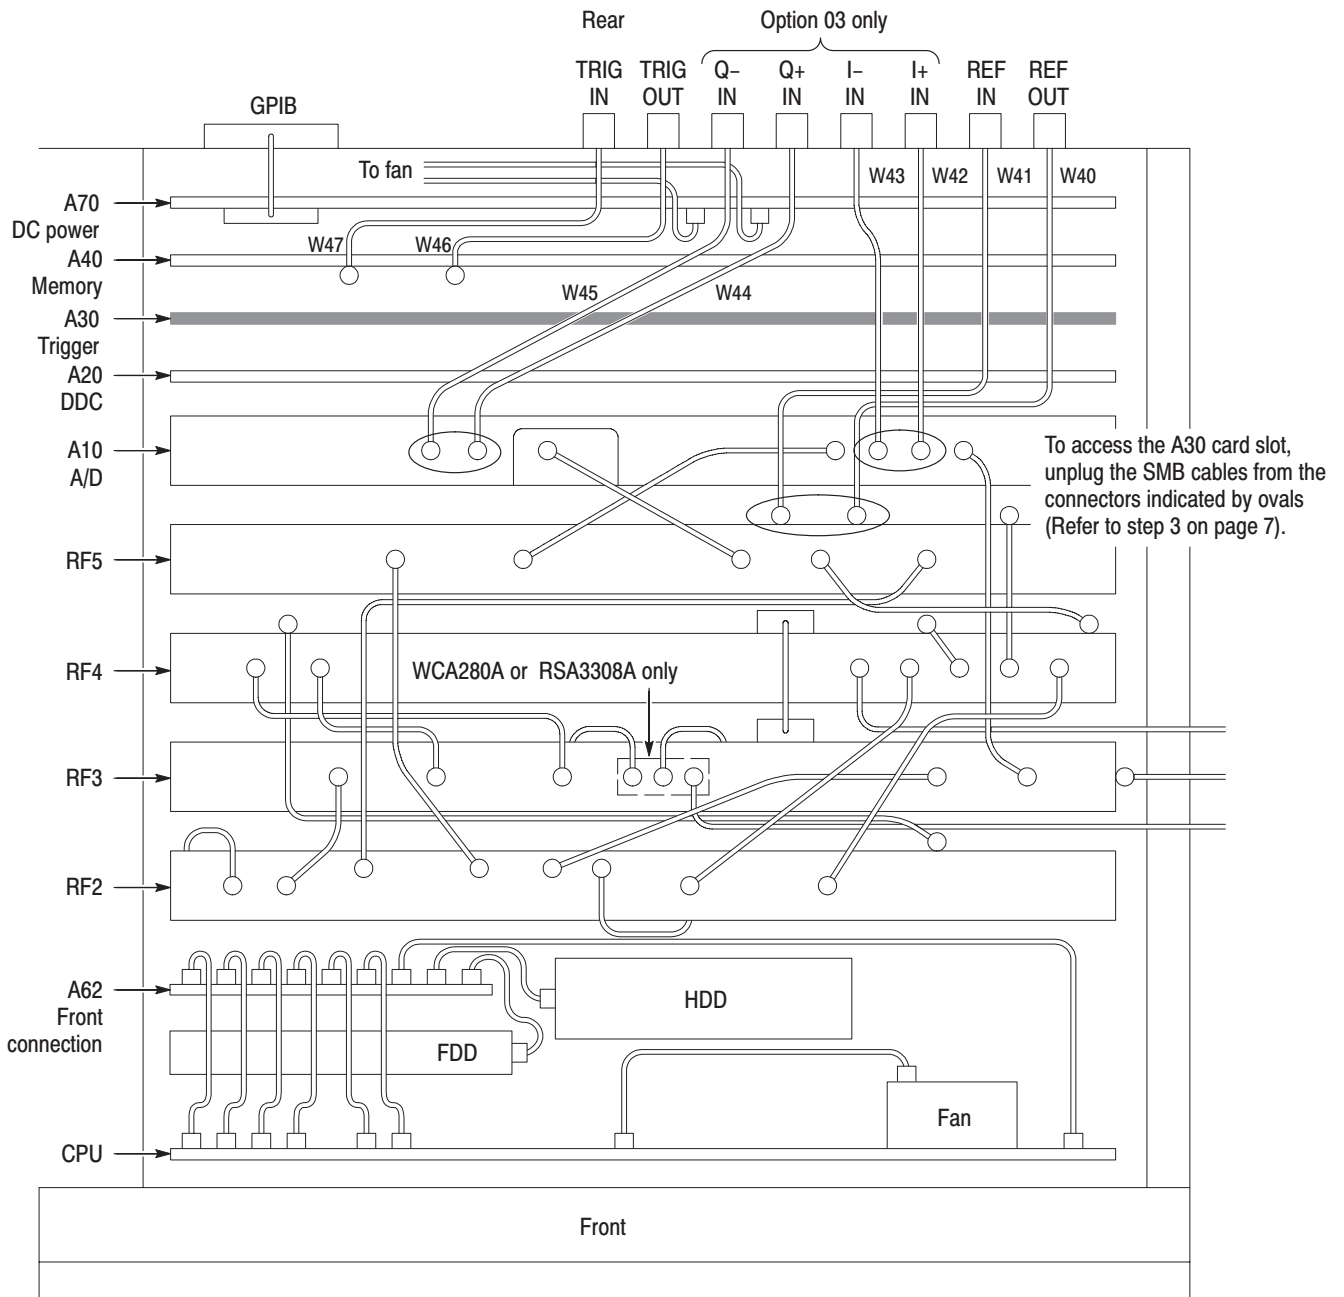 Rear
Option 03 only
TRIG
IN
TRIG
OUT
Q–
IN
Q+
IN
I–
IN
I+
IN
REF
IN
REF
OUT
GPIB
To fan
W43
W42
W41
W40
A70
DC power
W47
W46
A40
Memory
W45
W44
A30
Trigger
A20
DDC
A10
A/D
To access the A30 card slot,
unplug the SMB cables from the
connectors indicated by ovals
(Refer to step 3 on page 7).
RF5
RF4
WCA280A or RSA3308A only
RF3
RF2
A62
Front
connection
HDD
FDD
Fan
CPU
Front